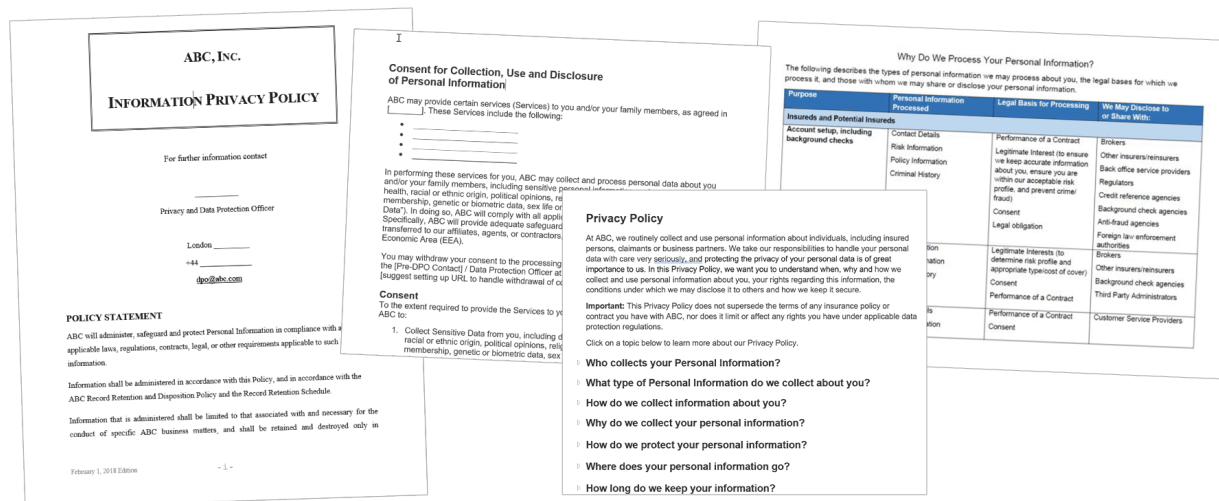 ABC, INC.
INFORMATION PRIVACY POLICY
For further information contact
Privacy and Data Protection Officer
London ________
+44 ____________
dpo@abc.com
POLICY STATEMENT
ABC will administer, safeguard and protect Personal Information in compliance with
applicable laws, regulations, contracts, legal, or other requirements applicable to such
information.
Information shall be administered in accordance with this Policy, and in accordance with the
ABC Record Retention and Disposition Policy and the Record Retention Schedule.
Information that is administered shall be limited to that associated with and necessary for the
conduct of specific ABC business matters, and shall be retained and destroyed only in
February 1, 2018 Edition
- i -
Consent for Collection, Use and Disclosure
of Personal Information
ABC may provide certain services (Services) to you and/or your family members, as agreed in
[_______]. These Services include the following:
In performing these services for you, ABC may collect and process personal data about you
and/or your family members, including sensitive personal
health, racial or ethnic origin, political opinions,
membership, genetic or biometric data, sex life or
Data"). In doing so, ABC will comply with all
Specifically, ABC will provide adequate
transferred to our affiliates, agents, or contractors,
Economic Area (EEA).
You may withdraw your consent to the processing
the [Pre-DPO Contact] / Data Protection Officer at
[suggest setting up URL to handle withdrawal of
Consent
To the extent required to provide the Services to
ABC to:
1. Collect Sensitive Data from you, including
racial or ethnic origin, political opinions,
membership, genetic or biometric data, sex
Privacy Policy
At ABC, we routinely collect and use personal information about individuals, including insured
persons, claimants or business partners. We take our responsibilities to handle your personal
data with care very seriously, and protecting the privacy of your personal data is of great
importance to us. In this Privacy Policy, we want you to understand when, why and how we
collect and use personal information about you, your rights regarding this information, the
conditions under which we may disclose it to others and how we keep it secure.
Important: This Privacy Policy does not supersede the terms of any insurance policy or
contract you have with ABC, nor does it limit or affect any rights you have under applicable data
protection regulations.
Click on a topic below to learn more about our Privacy Policy.
Who collects your Personal Information?
What type of Personal Information do we collect about you?
How do we collect information about you?
Why do we collect your personal information?
How do we protect your personal information?
Where does your personal information go?
How long do we keep your information?
Why Do We Process Your Personal Information?
The following describes the types of personal information we may process about you, the legal bases for which we
process it, and those with whom we may share or disclose your personal information.
Purpose
Personal Information
Processed
Legal Basis for Processing
We May Disclose to
or Share With:
Insureds and Potential Insureds
Account setup, including
background checks
Contact Details
Risk Information
Policy Information
Criminal History
Performance of a Contract
Legitimate Interest (to ensure
we keep accurate information
about you, ensure you are
within our acceptable risk
profile, and prevent crime/
fraud)
Consent
Legal obligation
Brokers
Other insurers/reinsurers
Back office service providers
Regulators
Credit reference agencies
Background check agencies
Anti-fraud agencies
Foreign law enforcement
authorities
Legitimate Interests (to
determine risk profile and
appropriate type/cost of cover)
Consent
Performance of a Contract
Brokers
Other insurers/reinsurers
Background check agencies
Third Party Administrators
Performance of a Contract
Consent
Customer Service Providers